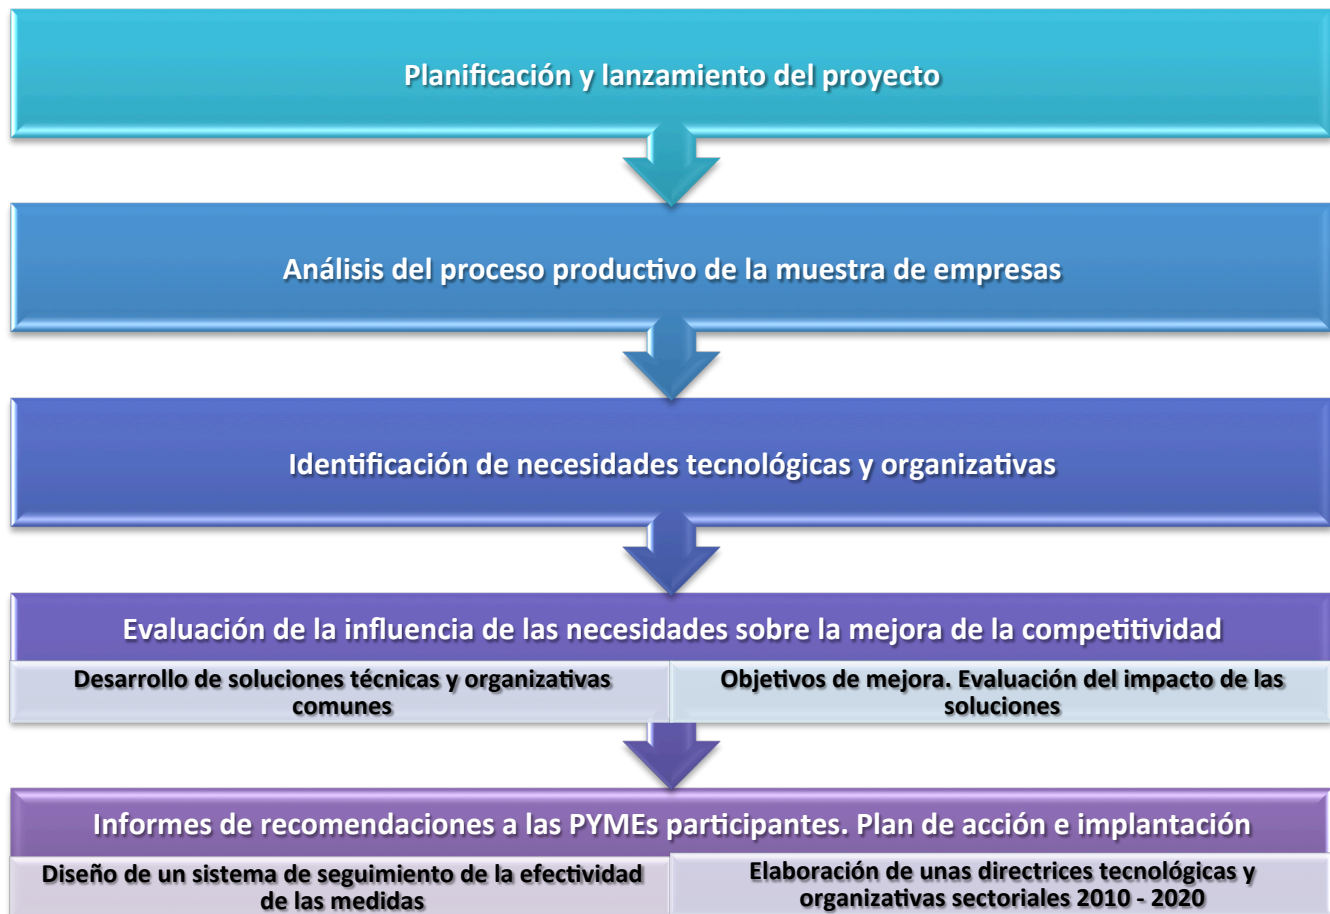 Planificación y lanzamiento del proyecto
Análisis del proceso productivo de la muestra de empresas
Identificación de necesidades tecnológicas y organizativas
Evaluación de la influencia de las necesidades sobre la mejora de la competitividad
Desarrollo de soluciones técnicas y organizativas
comunes
Objetivos de mejora. Evaluación del impacto de las
soluciones
Informes de recomendaciones a las PYMEs participantes. Plan de acción e implantación
Diseño de un sistema de seguimiento de la efectividad
de las medidas
Elaboración de unas directrices tecnológicas y
organizativas sectoriales 2010 - 2020